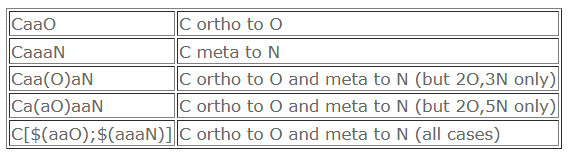 CaaO C ortho to O
CaaaN C meta to N
Caa(O)aN C ortho to O and meta to N (but 2O,3N only)
Ca(aO)aaN C ortho to O and meta to N (but 2O,5N only)
C[$(aaO);$(aaaN)] C ortho to O and meta to N (all cases)